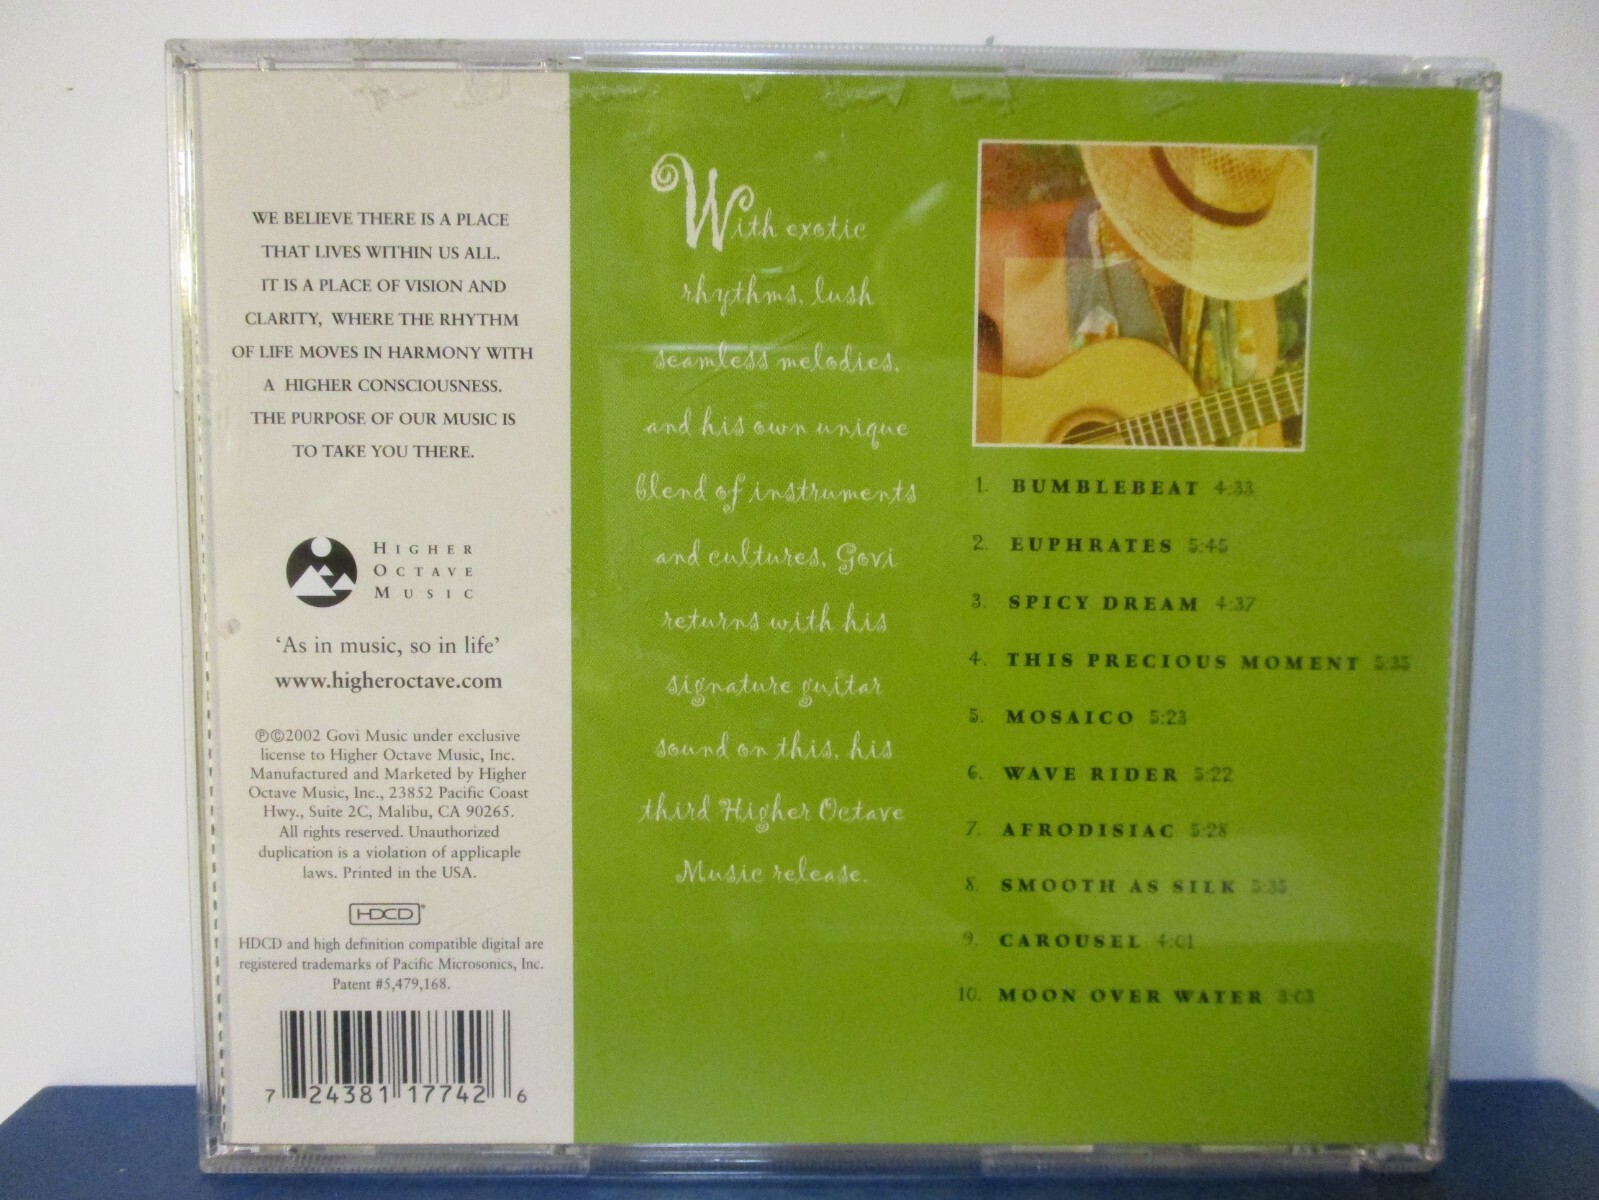 WE BELIEVE THERE IS A PLACE
THAT LIVES WITHIN US ALL.
IT IS A PLACE OF VISION AND
CLARITY, WHERE THE RHYTHM
OF LIFE MOVES IN HARMONY WITH
A HIGHER CONSCIOUSNESS.
THE PURPOSE OF OUR MUSIC IS
TO TAKE YOU THERE.
HIGHER
OCTAVE
MUSIC
‘As in music, so in life’
www.higheroctave.com
℗©2002 Govi Music under exclusive
license to Higher Octave Music, Inc.
Manufactured and Marketed by Higher
Octave Music, Inc., 23852 Pacific Coast
Hwy., Suite 2C, Malibu, CA 90265.
All rights reserved. Unauthorized
duplication is a violation of applicaple
laws. Printed in the USA.
HDCD®
HDCD and high definition compatible digital are
registered trademarks of Pacific Microsonics, Inc.
Patent #5,479,168.
7 24381 17742 6
With exotic
rhythms, lush
seamless melodies,
and his own unique
blend of instruments
and cultures, Govi
returns with his
signature guitar
sound on this, his
third Higher Octave
Music release.
1. BUMBLEBEAT 4:33
2. EUPHRATES 5:45
3. SPICY DREAM 4:37
4. THIS PRECIOUS MOMENT 5:35
5. MOSAICO 5:23
6. WAVE RIDER 5:22
7. AFRODISIAC 5:28
8. SMOOTH AS SILK 5:35
9. CAROUSEL 4:01
10. MOON OVER WATER